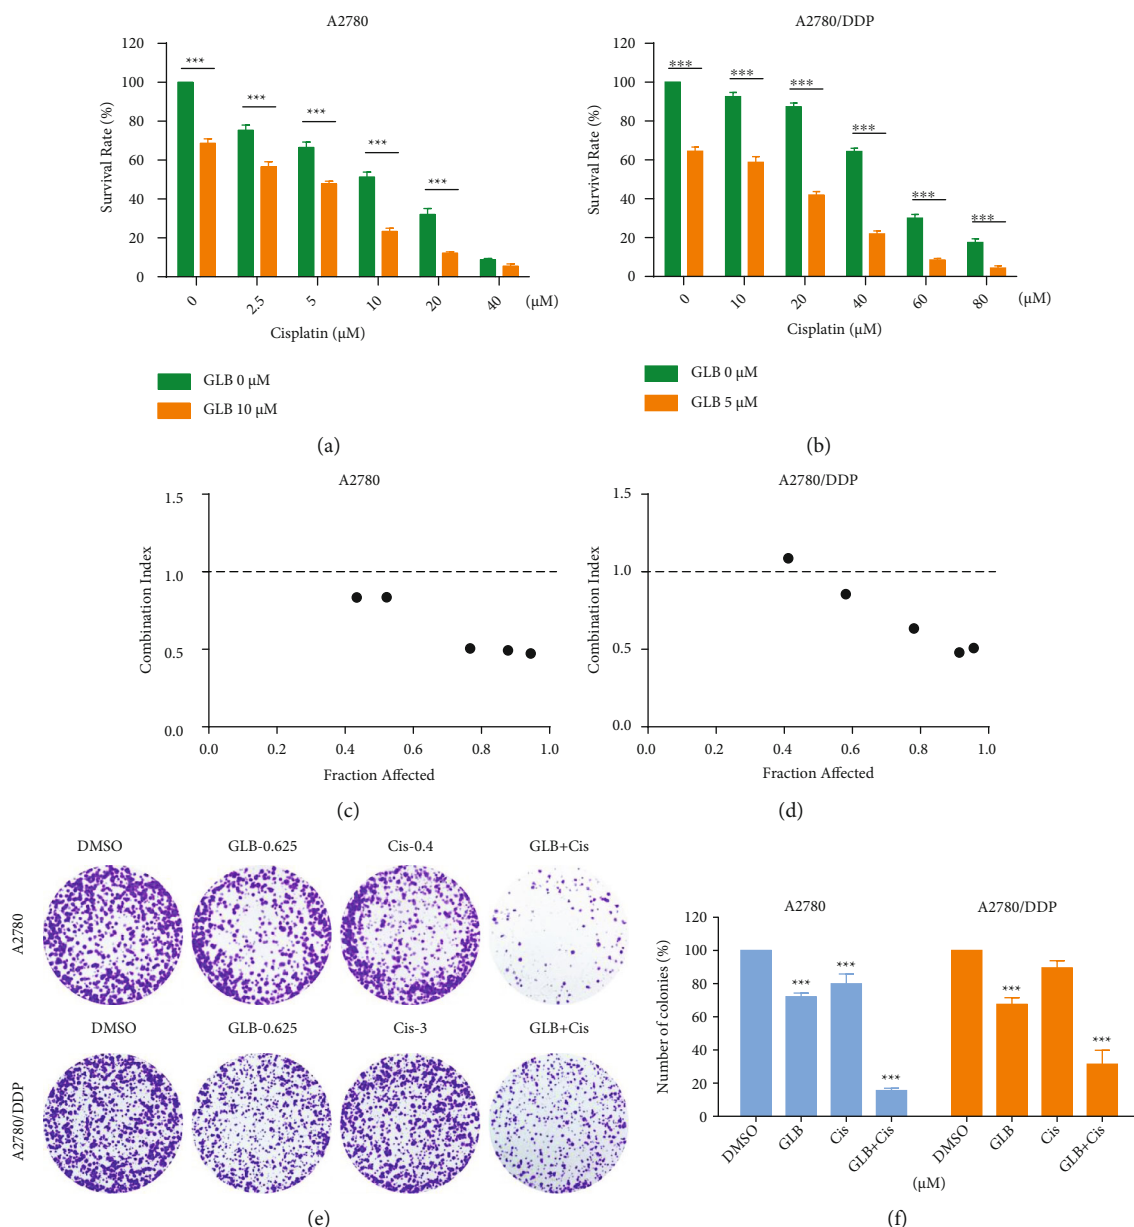 A2780
120
100
80
60
40
20
0
Survival Rate (%)
*** *** *** *** ***
0 2.5 5 10 20 40 (μM)
Cisplatin (μM)
GLB 0 μM
GLB 10 μM
(a)
A2780/DDP
120
100
80
60
40
20
0
Survival Rate (%)
*** *** *** *** *** ***
0 10 20 40 60 80 (μM)
Cisplatin (μM)
GLB 0 μM
GLB 5 μM
(b)
A2780
1.5
1.0
0.5
0.0
Combination Index
0.0 0.2 0.4 0.6 0.8 1.0
Fraction Affected
(c)
A2780/DDP
1.5
1.0
0.5
0.0
Combination Index
0.0 0.2 0.4 0.6 0.8 1.0
Fraction Affected
(d)
DMSO GLB-0.625 Cis-0.4 GLB+Cis
A2780
DMSO GLB-0.625 Cis-3 GLB+Cis
A2780/DDP
(e)
A2780 A2780/DDP
120
100
80
60
40
20
0
Number of colonies (%)
*** *** *** *** ***
DMSO GLB Cis GLB+Cis DMSO GLB Cis GLB+Cis
(μM)
(f)